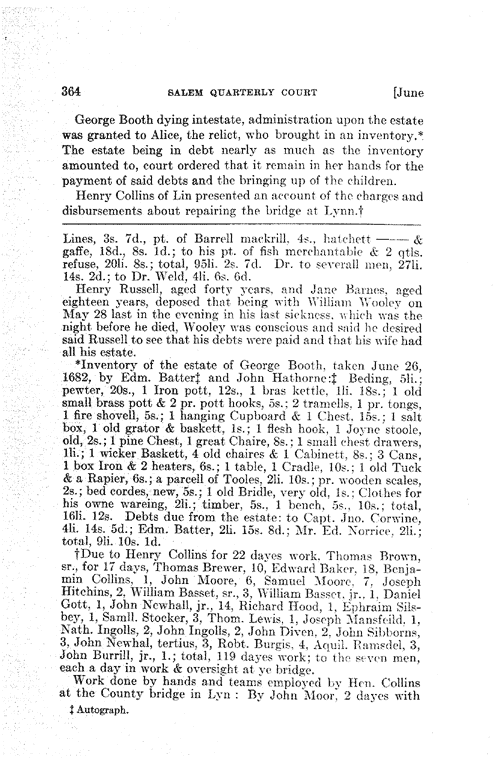 364 SALEM QUARTERLY COURT [June
George Booth dying intestate, administration upon the estate
was granted to Alice, the relict, who brought in an inventory.*
The estate being in debt nearly as much as the inventory
amounted to, court ordered that it remain in her hands for the
payment of said debts and the bringing up of the children.
Henry Collins of Lin presented an account of the charges and
disbursements about repairing the bridge at Lynn.†
Lines, 3s. 7d., pt. of Barrell mackrill, 4s., hatchett —— &
gaffe, 18d., 8s. 1d.; to his pt. of fish merchantable & 2 qtls.
refuse, 20li. 8s.; total, 95li. 2s. 7d. Dr. to severall men, 27li.
14s. 2d.; to Dr. Weld, 4li. 6s. 6d.
Henry Russell, aged forty years, and Jane Barnes, aged
eighteen years, deposed that being with William Wooley on
May 28 last in the evening in his last sickness, which was the
night before he died, Wooley was conscious and said he desired
said Russell to see that his debts were paid and that his wife had
all his estate.
*Inventory of the estate of George Booth, taken June 26,
1682, by Edm. Batter‡ and John Hathorne:‡ Beding, 5li.;
pewter, 20s., 1 Iron pott, 12s., 1 bras kettle, 1li. 18s.; 1 old
small brass pott & 2 pr. pott hooks, 5s.; 2 tramells, 1 pr. tongs,
1 fire shovell, 5s.; 1 hanging Cupboard & 1 Chest, 15s.; 1 salt
box, 1 old grator & baskett, 1s.; 1 flesh hook, 1 Joyne stoole,
old, 2s.; 1 pine Chest, 1 great Chaire, 8s.; 1 small chest drawers,
1li.; 1 wicker Baskett, 4 old chaires & 1 Cabinett, 8s.; 3 Cans,
1 box Iron & 2 heaters, 6s.; 1 table, 1 Cradle, 10s.; 1 old Tuck
& a Rapier, 6s.; a parcell of Tooles, 2li. 10s.; pr. wooden scales,
2s.; bed cordes, new, 5s.; 1 old Bridle, very old, 1s.; Clothes for
his owne wareing, 2li.; timber, 5s., 1 bench, 5s., 10s.; total,
16li. 12s. Debts due from the estate: to Capt. Jno. Corwine,
4li. 14s. 5d.; Edm. Batter, 2li. 15s. 8d.; Mr. Ed. Norrice, 2li.;
total, 9li. 10s. 1d.
†Due to Henry Collins for 22 dayes work. Thomas Brown,
sr., for 17 days, Thomas Brewer, 10, Edward Baker, 18, Benja-
min Collins, 1, John Moore, 6, Samuel Moore, 7, Joseph
Hitchins, 2, William Basset, sr., 3, William Basset, jr., 1, Daniel
Gott, 1, John Newhall, jr., 14, Richard Hood, 1, Ephraim Sils-
bey, 1, Samll. Stocker, 3, Thom. Lewis, 1, Joseph Mansfeild, 1,
Nath. Ingolls, 2, John Ingolls, 2, John Diven, 2, John Sibborns,
3, John Newhal, tertius, 3, Robt. Burgis, 4, Aquil. Ramsdel, 3,
John Burrill, jr., 1.; total, 119 dayes work; to the seven men,
each a day in work & oversight at ye bridge.
Work done by hands and teams employed by Hen. Collins
at the County bridge in Lyn : By John Moor, 2 dayes with
‡ Autograph.